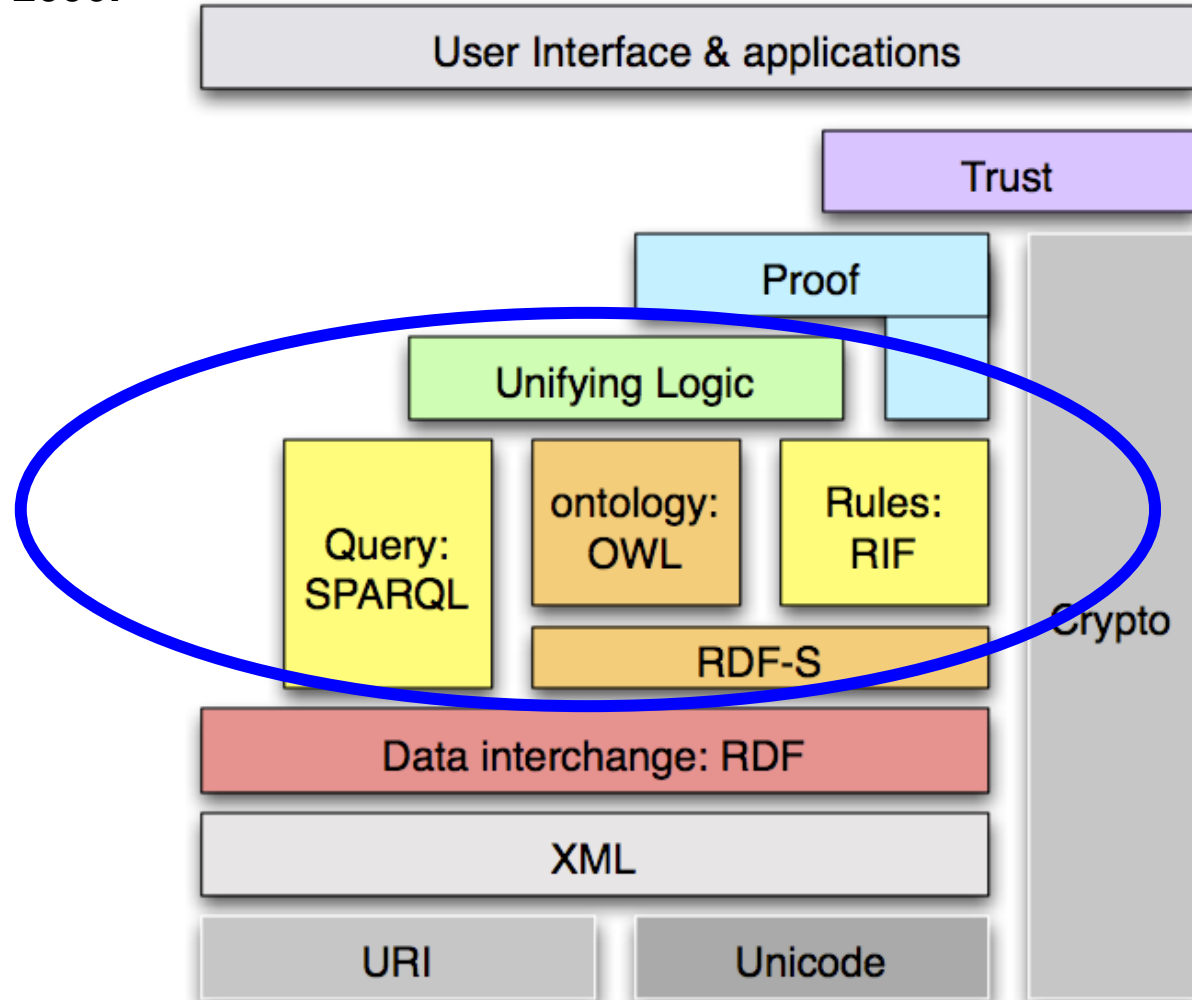 User Interface & applications
Trust
Proof
Unifying Logic
Query:
SPARQL
ontology:
OWL
Rules:
RIF
Crypto
RDF-S
Data interchange: RDF
XML
URI
Unicode